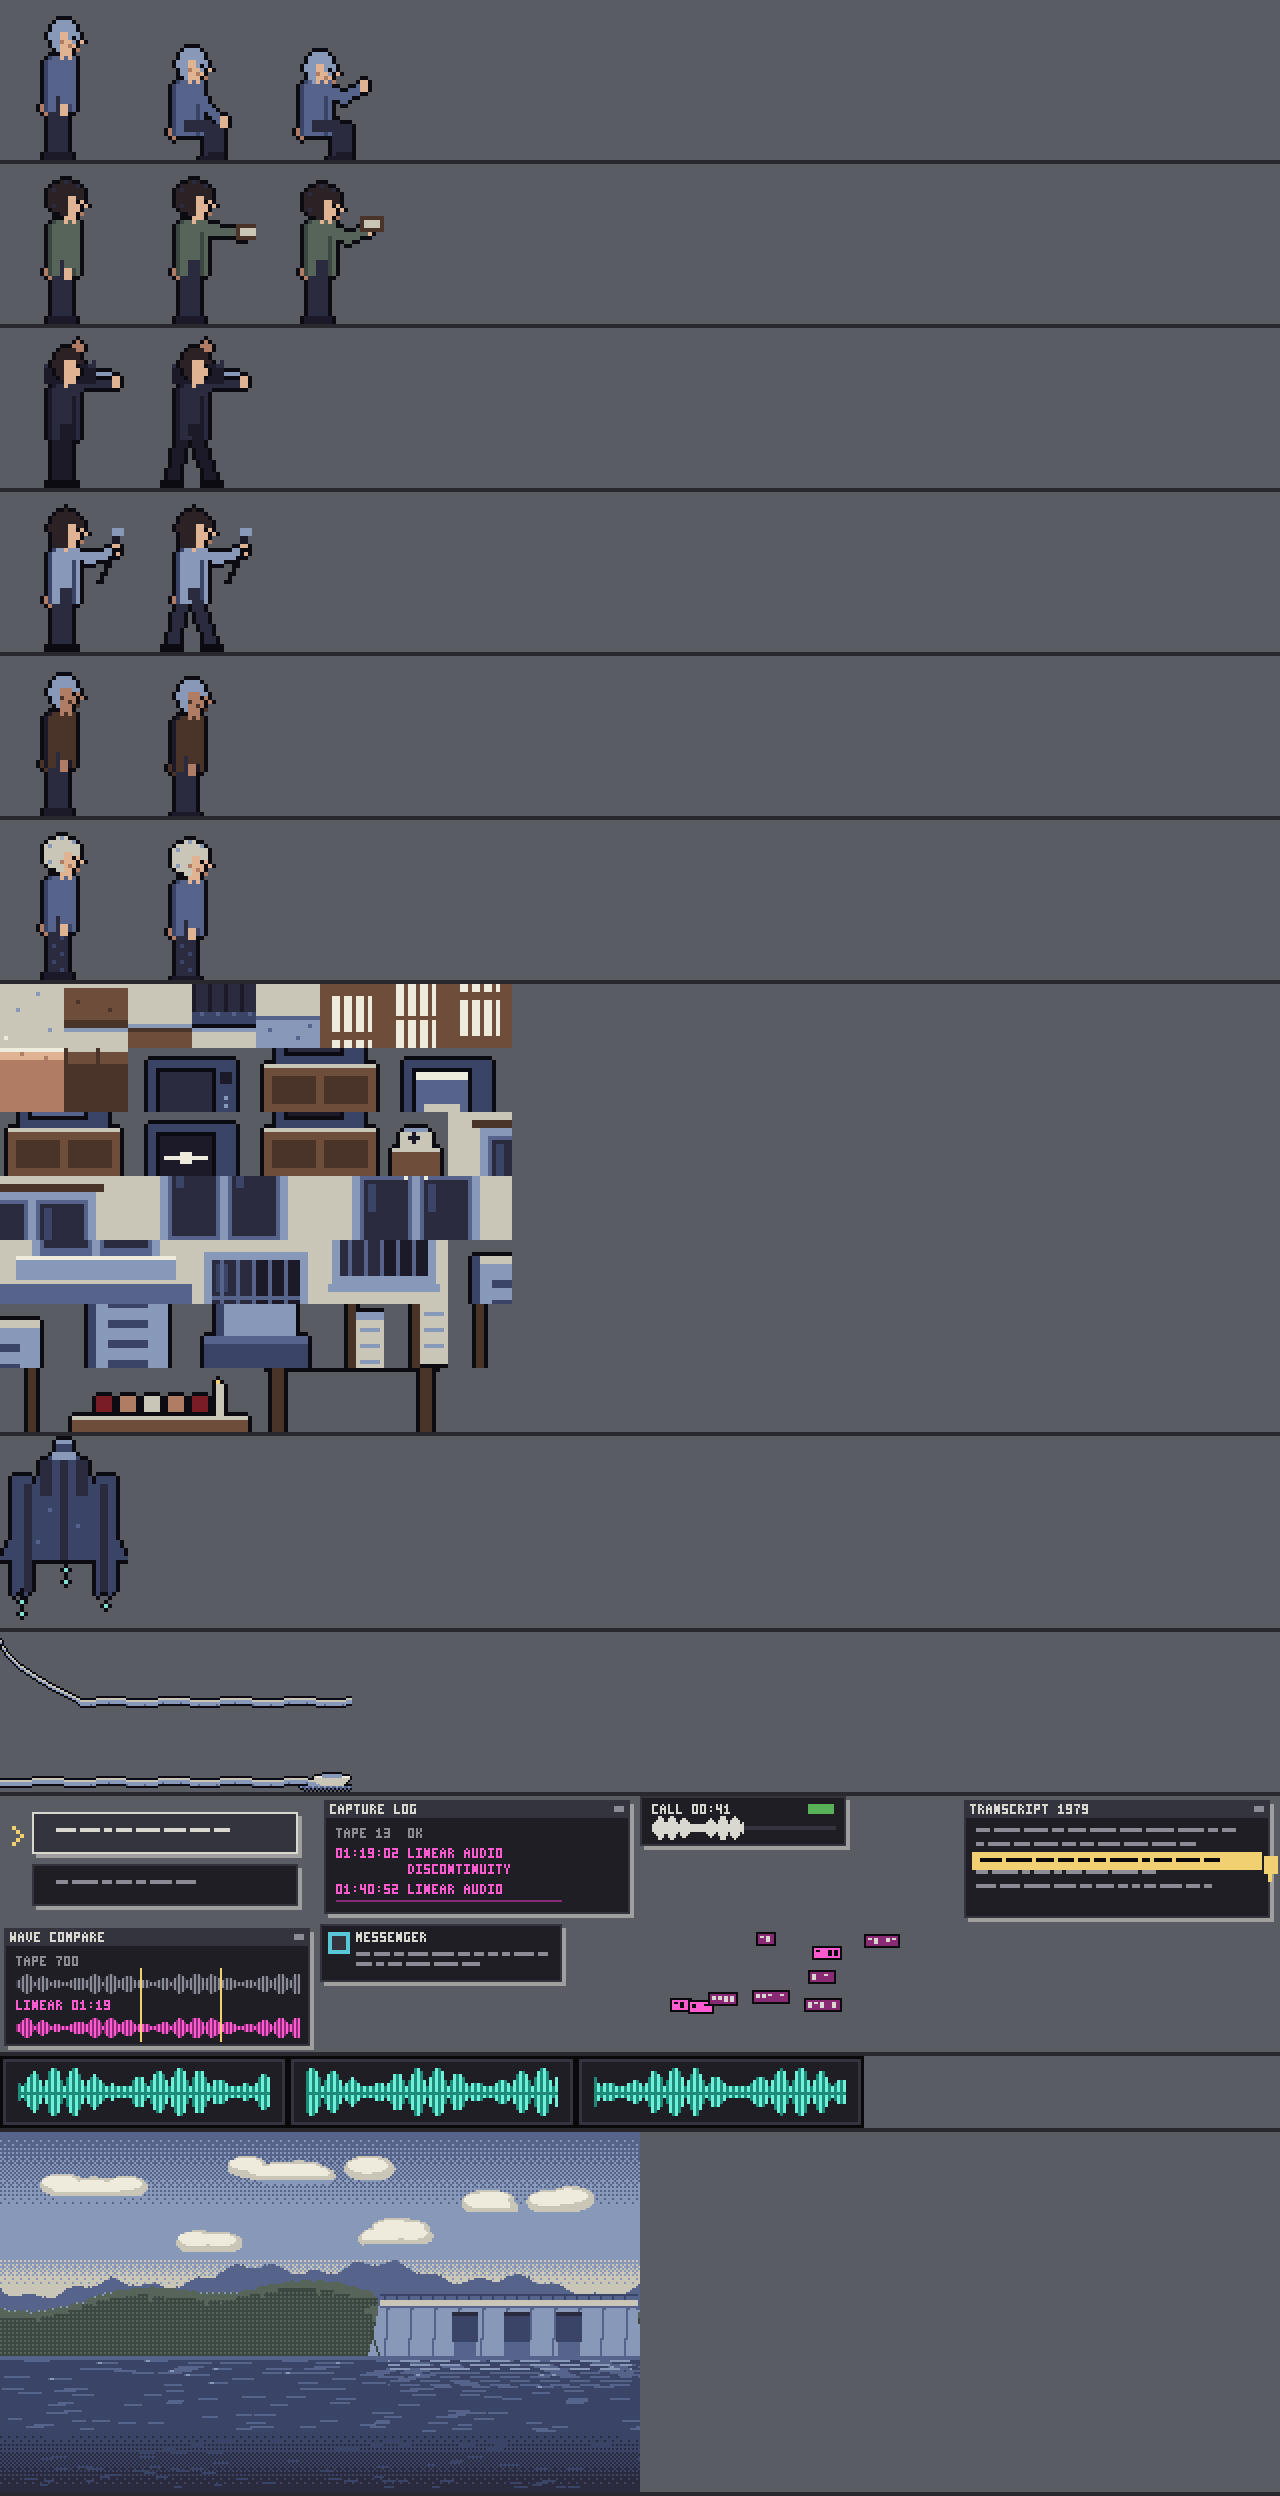 CAPTURE LOG
TAPE 13 OK
01:19:02 LINEAR AUDIO
DISCONTINUITY
01:40:52 LINEAR AUDIO
CALL 00:41
TRANSCRIPT 1979
WAVE COMPARE
TAPE 700
LINEAR 01:19
MESSENGER